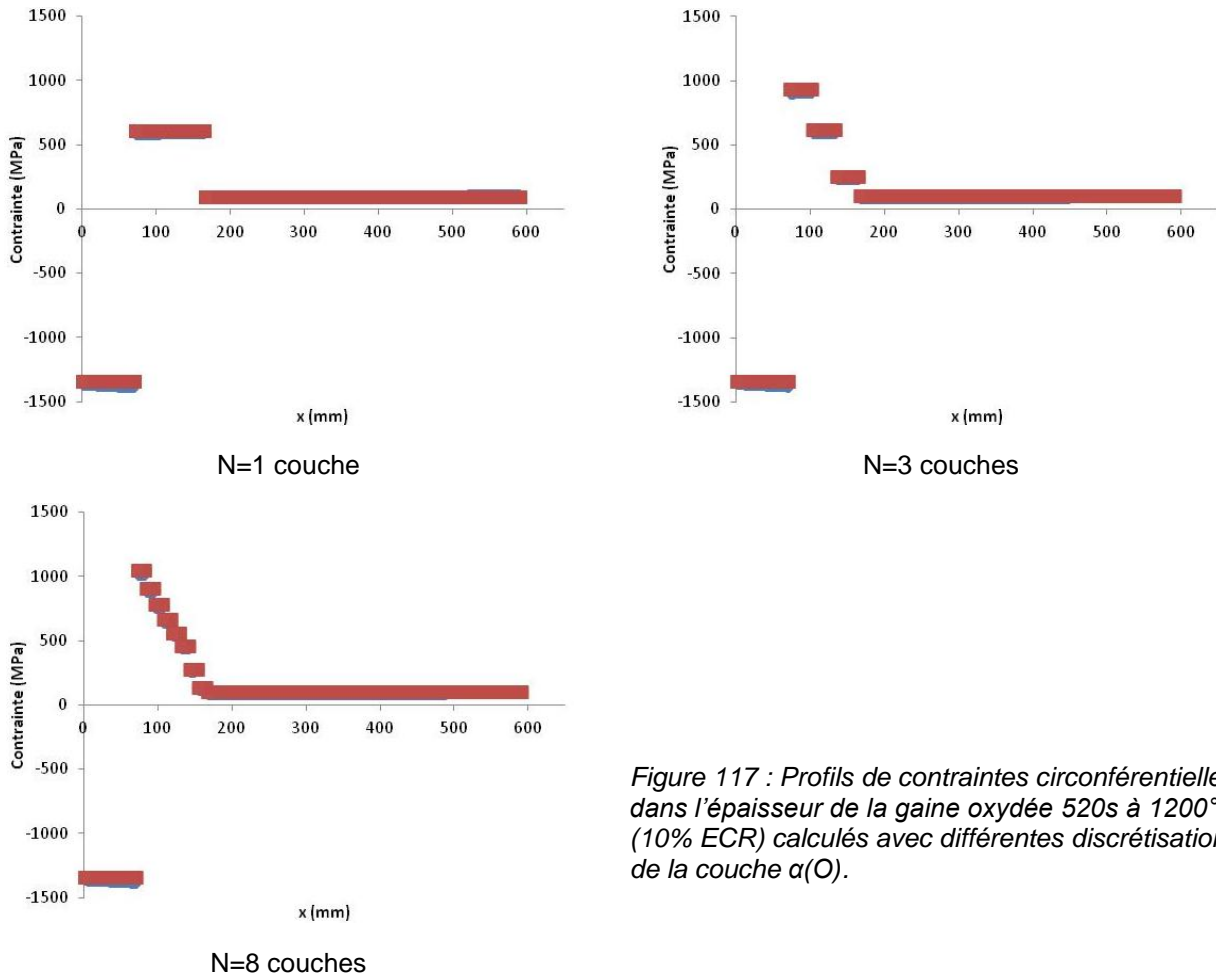 1500
1000
500
0
-500
-1000
-1500
0 100 200 300 400 500 600
Contrainte (MPa)
x (mm)
N=1 couche
1500
1000
500
0
-500
-1000
-1500
0 100 200 300 400 500 600
Contrainte (MPa)
x (mm)
N=3 couches
1500
1000
500
0
-500
-1000
-1500
0 100 200 300 400 500 600
Contrainte (MPa)
x (mm)
N=8 couches
Figure 117 : Profils de contraintes circonférentielle
dans l’épaisseur de la gaine oxydée 520s à 1200°
(10% ECR) calculés avec différentes discrétisation
de la couche α(O).